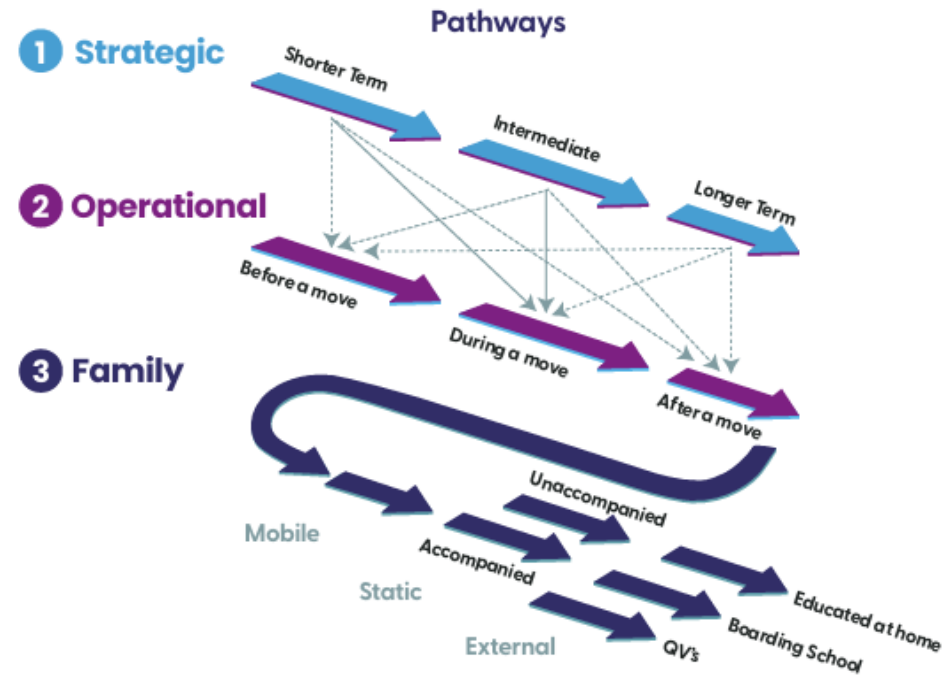 Pathways
1 Strategic
Shorter Term
Intermediate
Longer Term
2 Operational
Before a move
During a move
After a move
3 Family
Unaccompanied
Mobile
Accompanied
Static
Educated at home
External
QV's
Boarding School